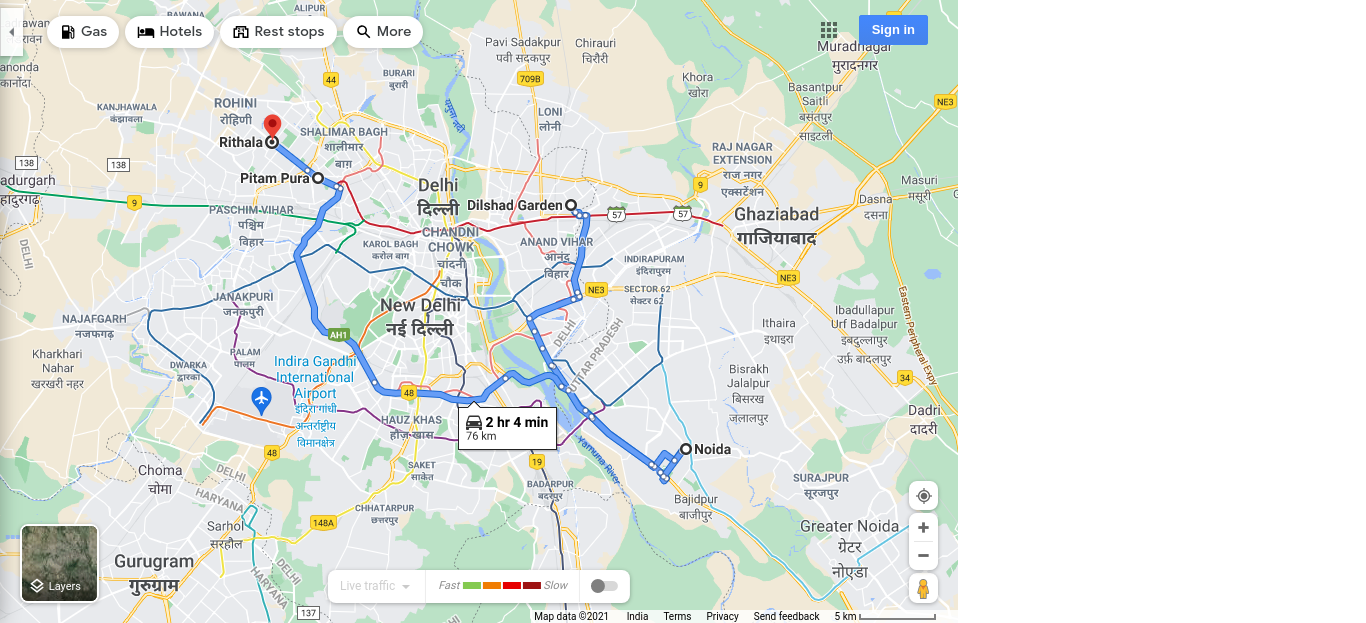 ALIPUR
BAWANA
Gas
Hotels
Rest stops
More
Sign in
Pavi Sadakpur
पवी सदकपुर
Chirauri
चिरौरी
Muradnagar
मुरादनगर
44
BURARI
बुरारी
709B
Khora
खोरा
Basantpur
Saitli
बसंतपुर
साइटली
NE3
KANJHAWALA
कंझावला
ROHINI
रोहिणी
यमुना नदी
LONI
लोनी
Rithala
SHALIMAR BAGH
शालीमार
बाग़
138
138
RAJ NAGAR
EXTENSION
राज नगर
एक्सटेंशन
Pitam Pura
Delhi
दिल्ली
9
Masuri
मसूरी
Dasna
दसना
9
PASCHIM VIHAR
पश्चिम
विहार
Dilshad Garden
57
57
Ghaziabad
गाजियाबाद
DELHI
KAROL BAGH
करोल बाग
CHANDNI
CHOWK
चांदनी
चौक
ANAND VIHAR
आनंद
विहार
INDIRAPURAM
इंदिरापुरम
NE3
SECTOR 62
सेक्टर 62
NE3
JANAKPURI
जनकपुरी
New Delhi
नई दिल्ली
NAJAFGARH
नजफगढ़
AH1
DELHI
UTTAR PRADESH
Ithaira
इथाइरा
Ibadullapur
Urf Badalpur
इबदुल्लापुर
उर्फ़ बादलपुर
Eastern Peripheral Expy
Kharkhari
Nahar
खरखरी नहर
PALAM
पालम
DWARKA
द्वारका
Indira Gandhi
International
Airport
इंदिरा गांधी
अन्तर्राष्ट्रीय
विमानक्षेत्र
Bisrakh
Jalalpur
बिसरख
जलालपुर
34
48
Dadri
दादरी
HAUZ KHAS
हौज़ खास
2 hr 4 min
76 km
Noida
48
Yamuna River
19
SAKET
साकेत
Choma
चोमा
BADARPUR
बदरपुर
SURAJPUR
सूरजपुर
HARYANA
DELHI
Bajidpur
बाजीपुर
CHHATARPUR
छत्तरपुर
148A
Sarhol
सरहौल
Greater Noida
ग्रेटर
नोएडा
Gurugram
गुरुग्राम
DELHI
HARYANA
Layers
Live traffic
Fast
Slow
137
Map data ©2021
India
Terms
Privacy
Send feedback
5 km